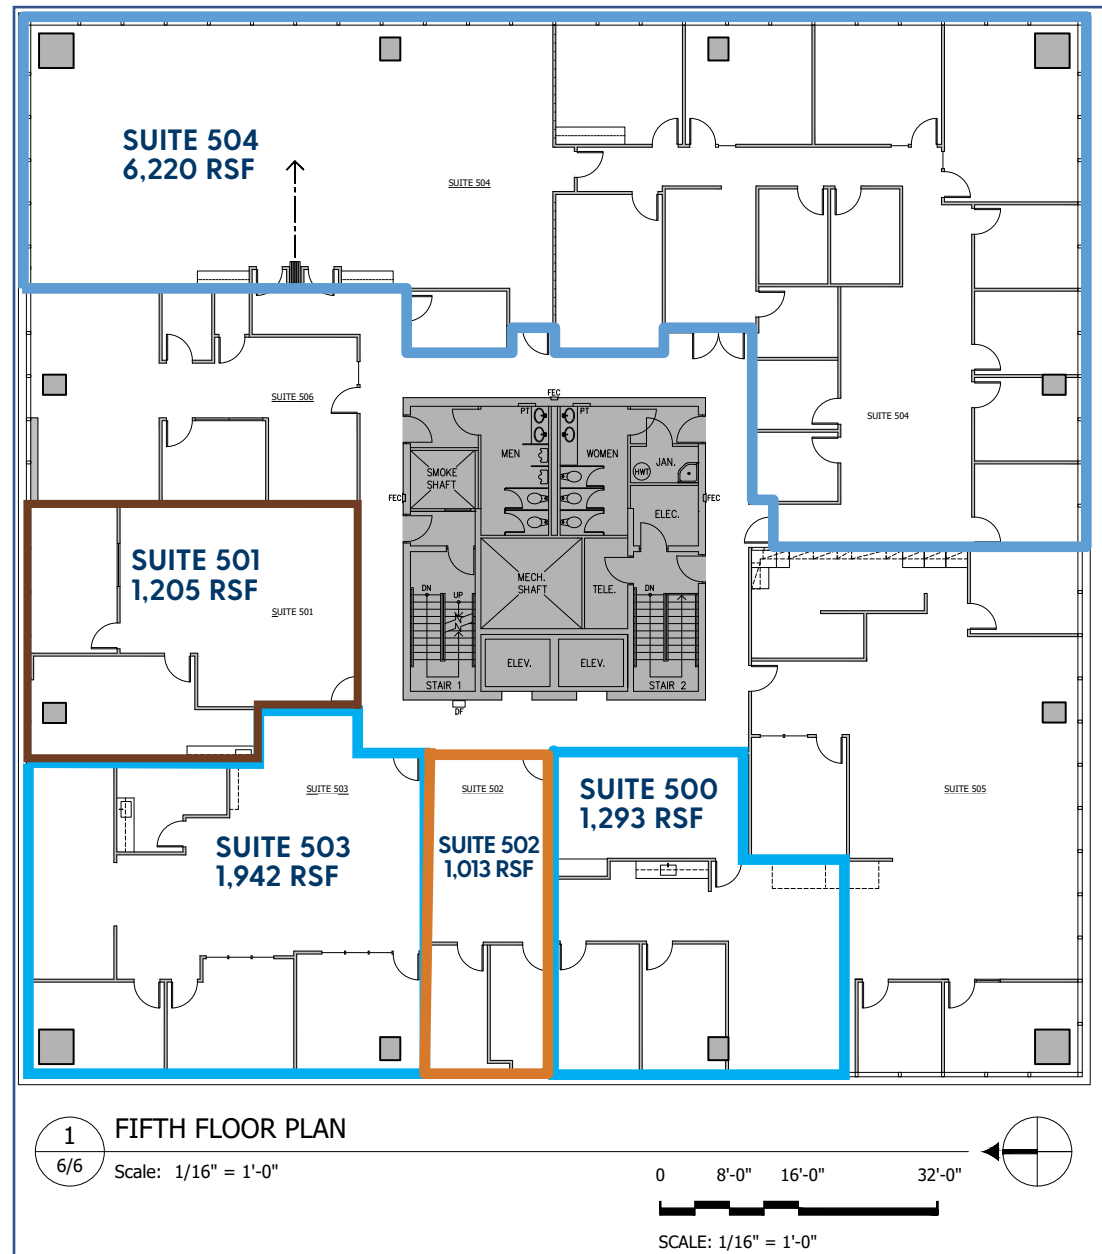 SUITE 504
6,220 RSF
SUITE 504
SUITE 506
SUITE 504
FEC
PT
PT
MEN
WOMEN
JAN.
SMOKE
SHAFT
HWT
FEC
FEC
ELEC.
SUITE 501
1,205 RSF
SUITE 501
MECH.
SHAFT
TELE.
DN
UP
DN
ELEV.
ELEV.
STAIR 1
STAIR 2
DF
SUITE 503
SUITE 502
SUITE 500
1,293 RSF
SUITE 505
SUITE 503
1,942 RSF
SUITE 502
1,013 RSF
1
6/6
FIFTH FLOOR PLAN
Scale: 1/16" = 1'-0"
0 8'-0" 16'-0" 32'-0"
SCALE: 1/16" = 1'-0"